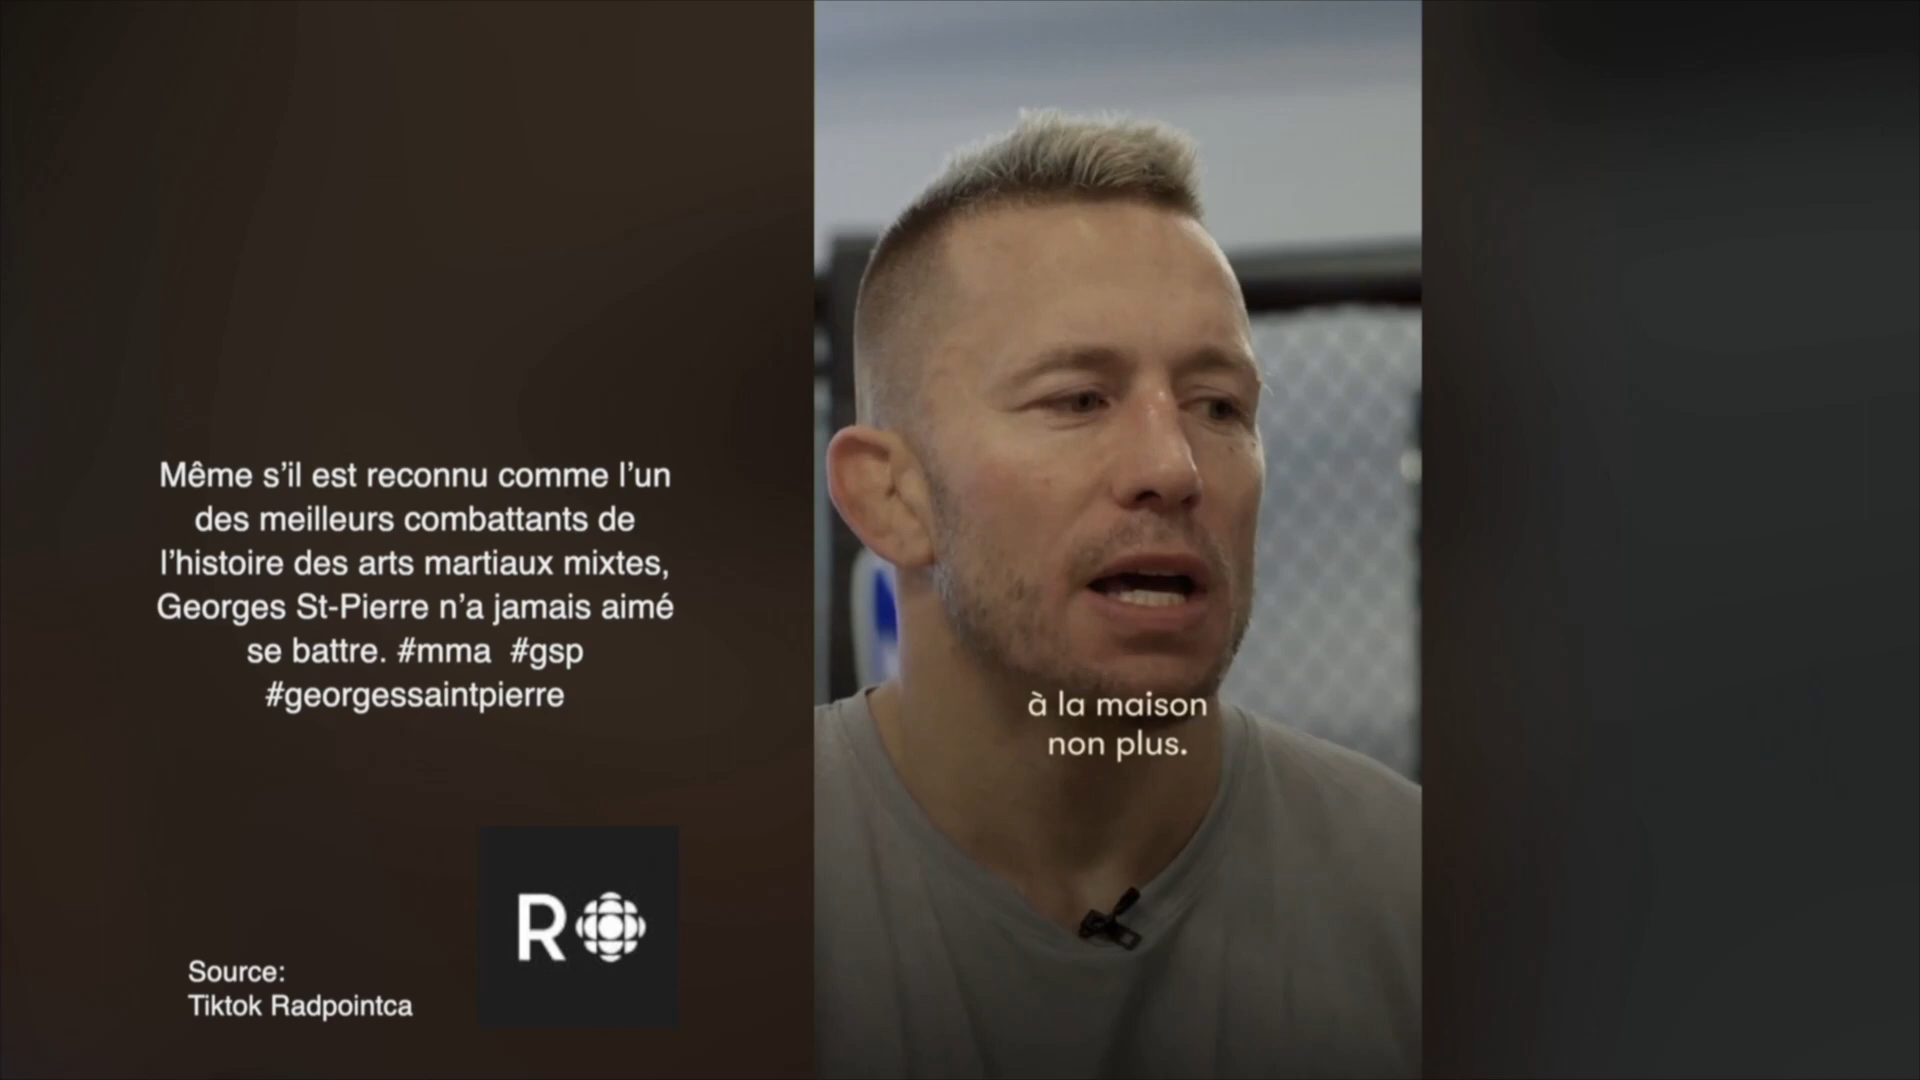 Même s’il est reconnu comme l’un
des meilleurs combattants de
l’histoire des arts martiaux mixtes,
Georges St-Pierre n’a jamais aimé
se battre. #mma  #gsp
#georgessaintpierre
à la maison
non plus.
R
Source:
Tiktok Radpointca